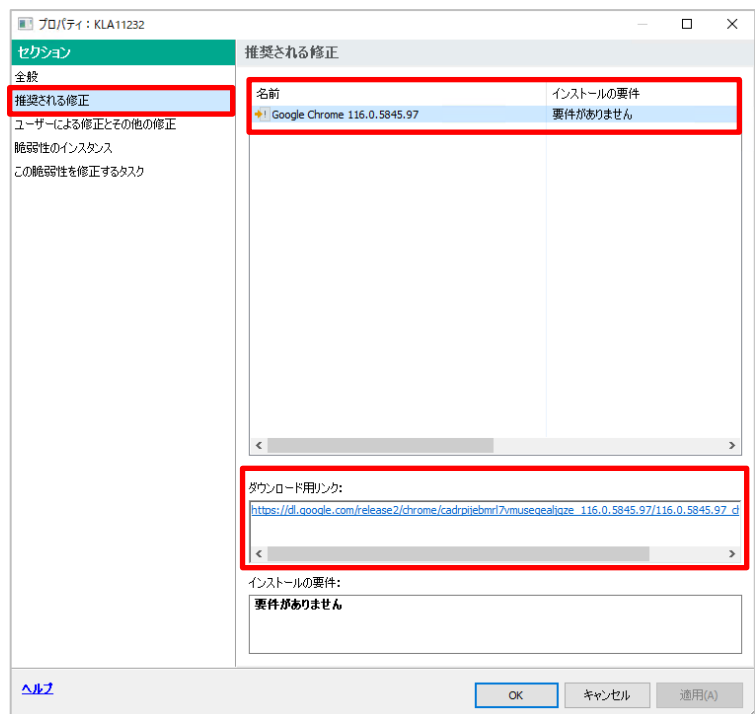 プロパティ：KLA11232
セクション
全般
推奨される修正
ユーザーによる修正とその他の修正
脆弱性のインスタンス
この脆弱性を修正するタスク
推奨される修正
名前 インストールの要件
Google Chrome 116.0.5845.97 要件がありません
ダウンロード用リンク:
https://dl.google.com/release2/chrome/cadrpijebmrl7vmuseqealjgze_116.0.5845.97/116.0.5845.97_ch
インストールの要件:
要件がありません
ヘルプ
OK キャンセル 適用(A)